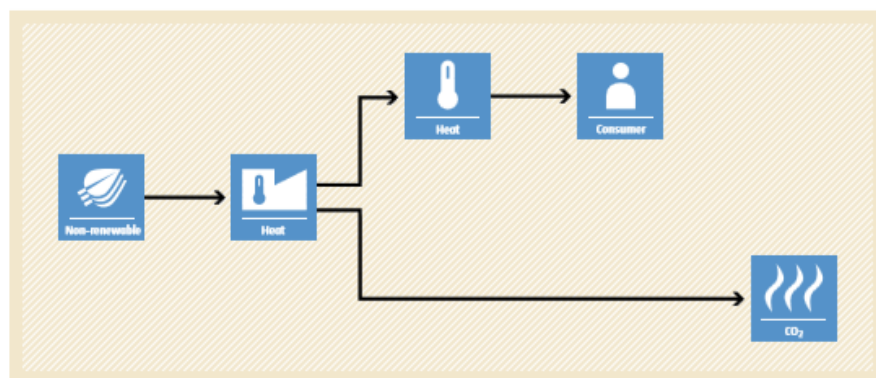 Heat
Consumer
Non-renewable
Heat
CO₂